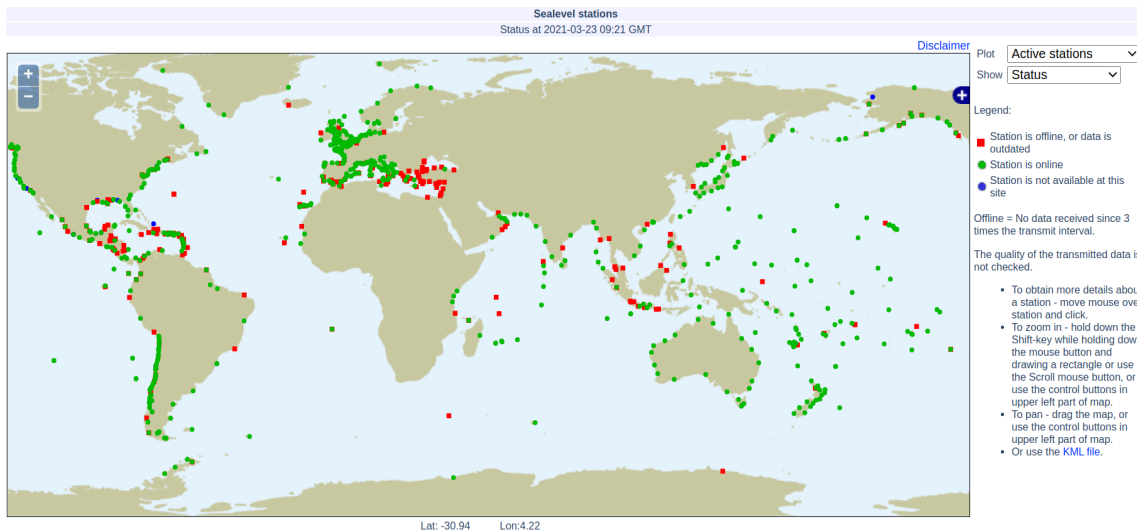 Sealevel stations
Status at 2021-03-23 09:21 GMT
Disclaimer
Plot Active stations
Show Status
+
−
+
Legend:
Station is offline, or data is
outdated
Station is online
Station is not available at this
site
Offline = No data received since 3
times the transmit interval.
The quality of the transmitted data is
not checked.
• To obtain more details abou
a station - move mouse ove
station and click.
• To zoom in - hold down the
Shift-key while holding dow
the mouse button and
drawing a rectangle or use
the Scroll mouse button, or
use the control buttons in
upper left part of map.
• To pan - drag the map, or
use the control buttons in
upper left part of map.
• Or use the KML file.
Lat: -30.94 Lon:4.22